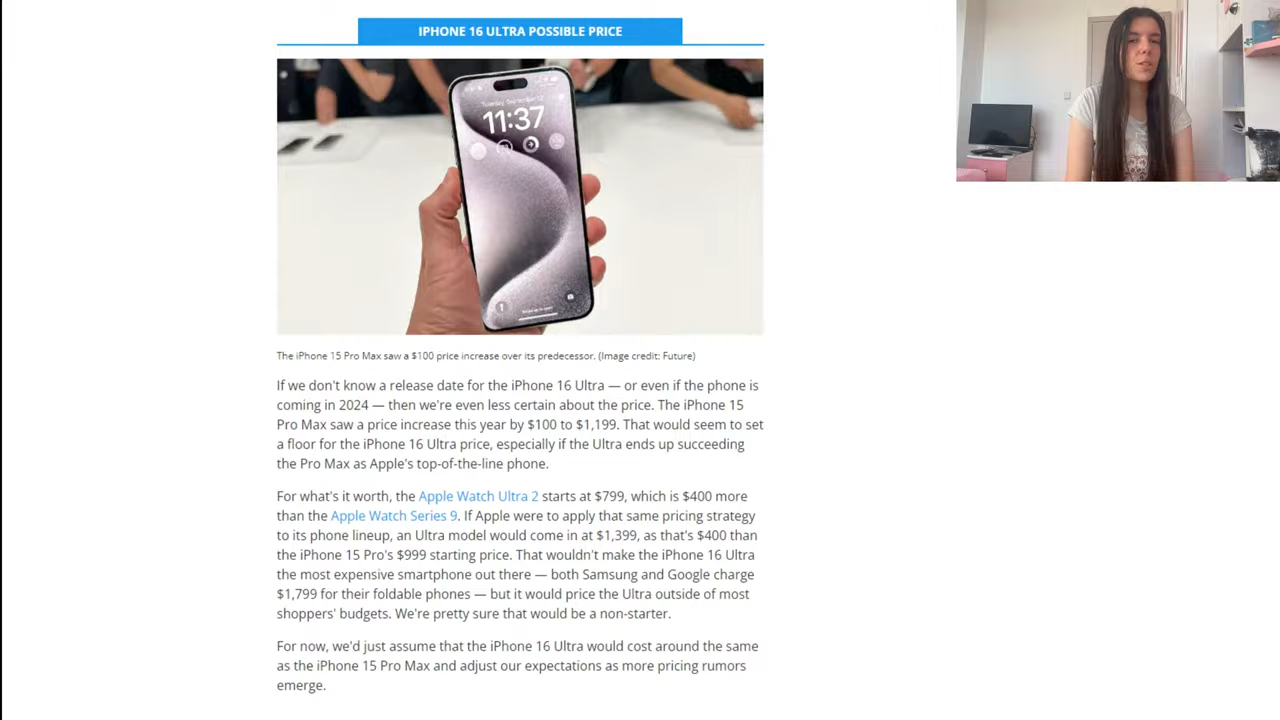 IPHONE 16 ULTRA POSSIBLE PRICE
11:37
The iPhone 15 Pro Max saw a $100 price increase over its predecessor. (Image credit: Future)
If we don't know a release date for the iPhone 16 Ultra — or even if the phone is
coming in 2024 — then we're even less certain about the price. The iPhone 15
Pro Max saw a price increase this year by $100 to $1,199. That would seem to set
a floor for the iPhone 16 Ultra price, especially if the Ultra ends up succeeding
the Pro Max as Apple's top-of-the-line phone.
For what's it worth, the Apple Watch Ultra 2 starts at $799, which is $400 more
than the Apple Watch Series 9. If Apple were to apply that same pricing strategy
to its phone lineup, an Ultra model would come in at $1,399, as that's $400 than
the iPhone 15 Pro's $999 starting price. That wouldn't make the iPhone 16 Ultra
the most expensive smartphone out there — both Samsung and Google charge
$1,799 for their foldable phones — but it would price the Ultra outside of most
shoppers' budgets. We're pretty sure that would be a non-starter.
For now, we'd just assume that the iPhone 16 Ultra would cost around the same
as the iPhone 15 Pro Max and adjust our expectations as more pricing rumors
emerge.